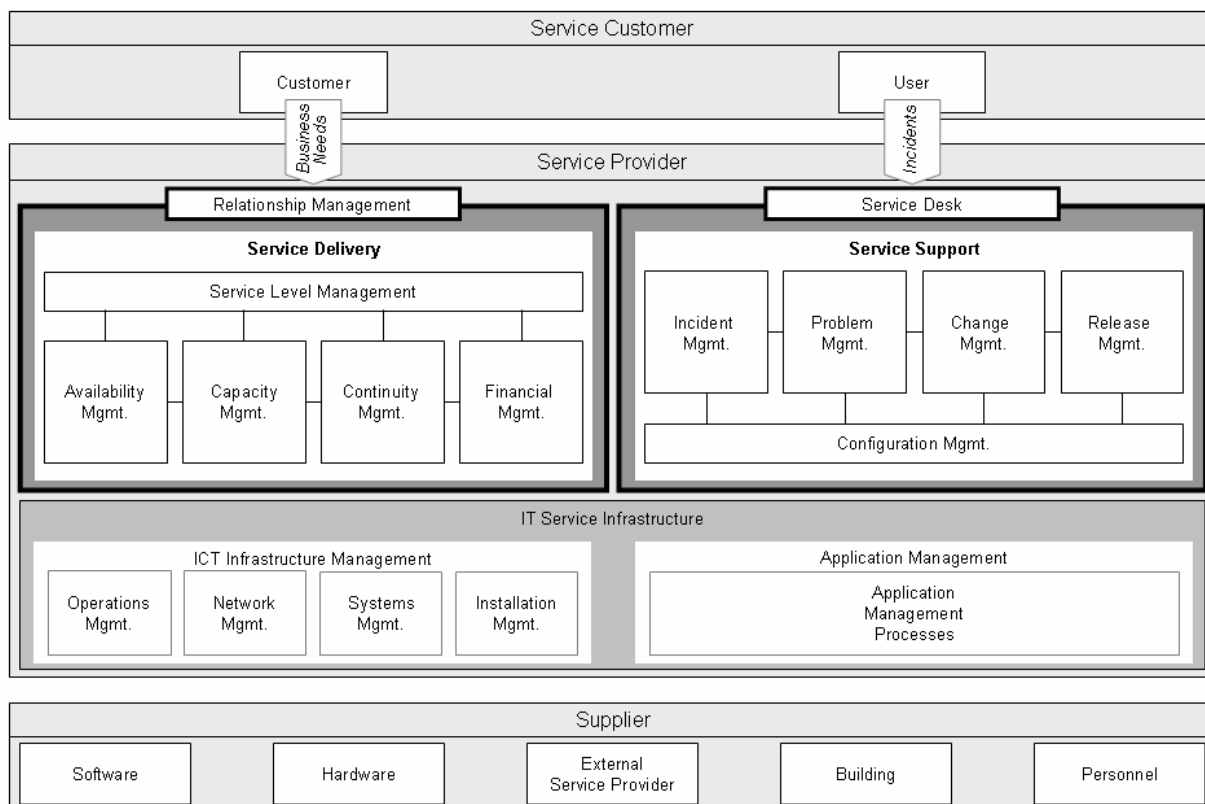 Service Customer
Customer
User
Business
Needs
Incidents
Service Provider
Relationship Management
Service Desk
Service Delivery
Service Support
Service Level Management
Availability
Mgmt.
Capacity
Mgmt.
Continuity
Mgmt.
Financial
Mgmt.
Incident
Mgmt.
Problem
Mgmt.
Change
Mgmt.
Release
Mgmt.
Configuration Mgmt.
IT Service Infrastructure
ICT Infrastructure Management
Application Management
Operations
Mgmt.
Network
Mgmt.
Systems
Mgmt.
Installation
Mgmt.
Application
Management
Processes
Supplier
Software
Hardware
External
Service Provider
Building
Personnel